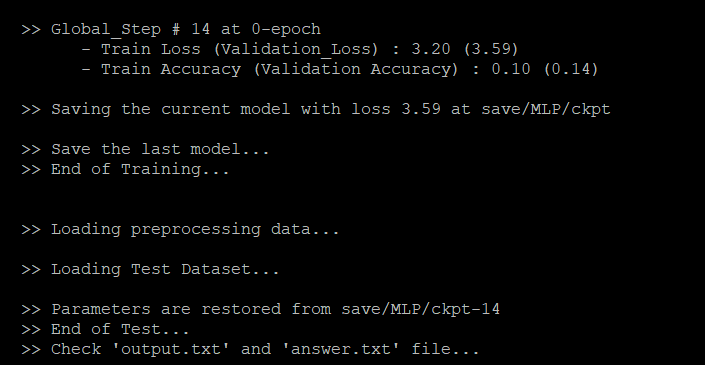 >> Global_Step # 14 at 0-epoch
- Train Loss (Validation_Loss) : 3.20 (3.59)
- Train Accuracy (Validation Accuracy) : 0.10 (0.14)
>> Saving the current model with loss 3.59 at save/MLP/ckpt
>> Save the last model...
>> End of Training...
>> Loading preprocessing data...
>> Loading Test Dataset...
>> Parameters are restored from save/MLP/ckpt-14
>> End of Test...
>> Check 'output.txt' and 'answer.txt' file...